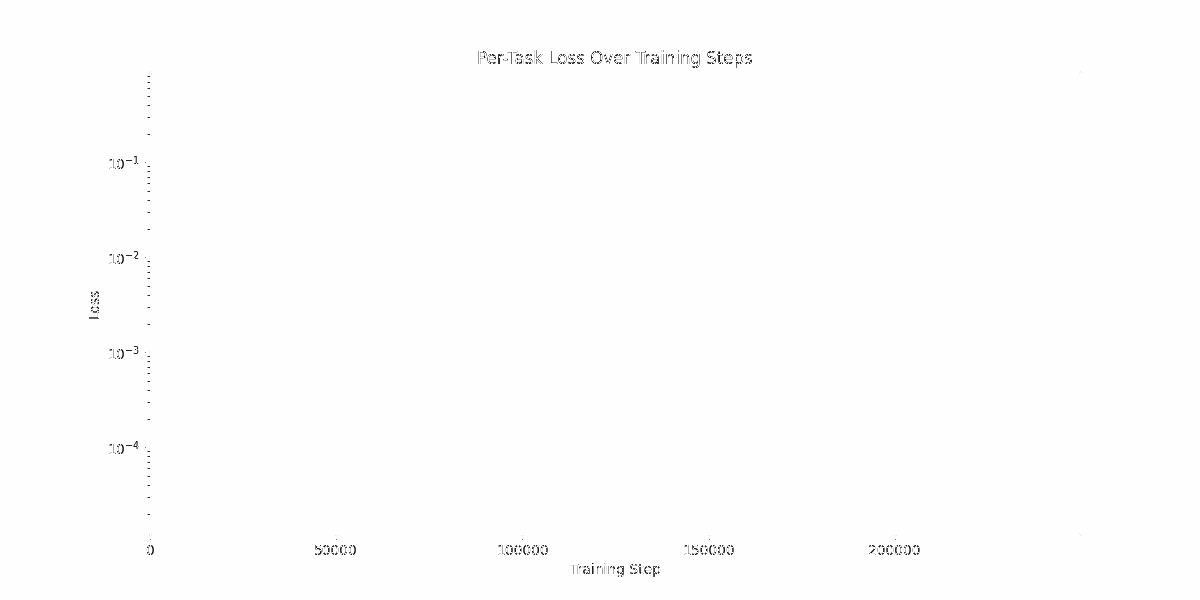 Per-Task Loss Over Training Steps
10⁻¹
10⁻²
Loss
10⁻³
10⁻⁴
0 50000 100000 150000 200000
Training Step